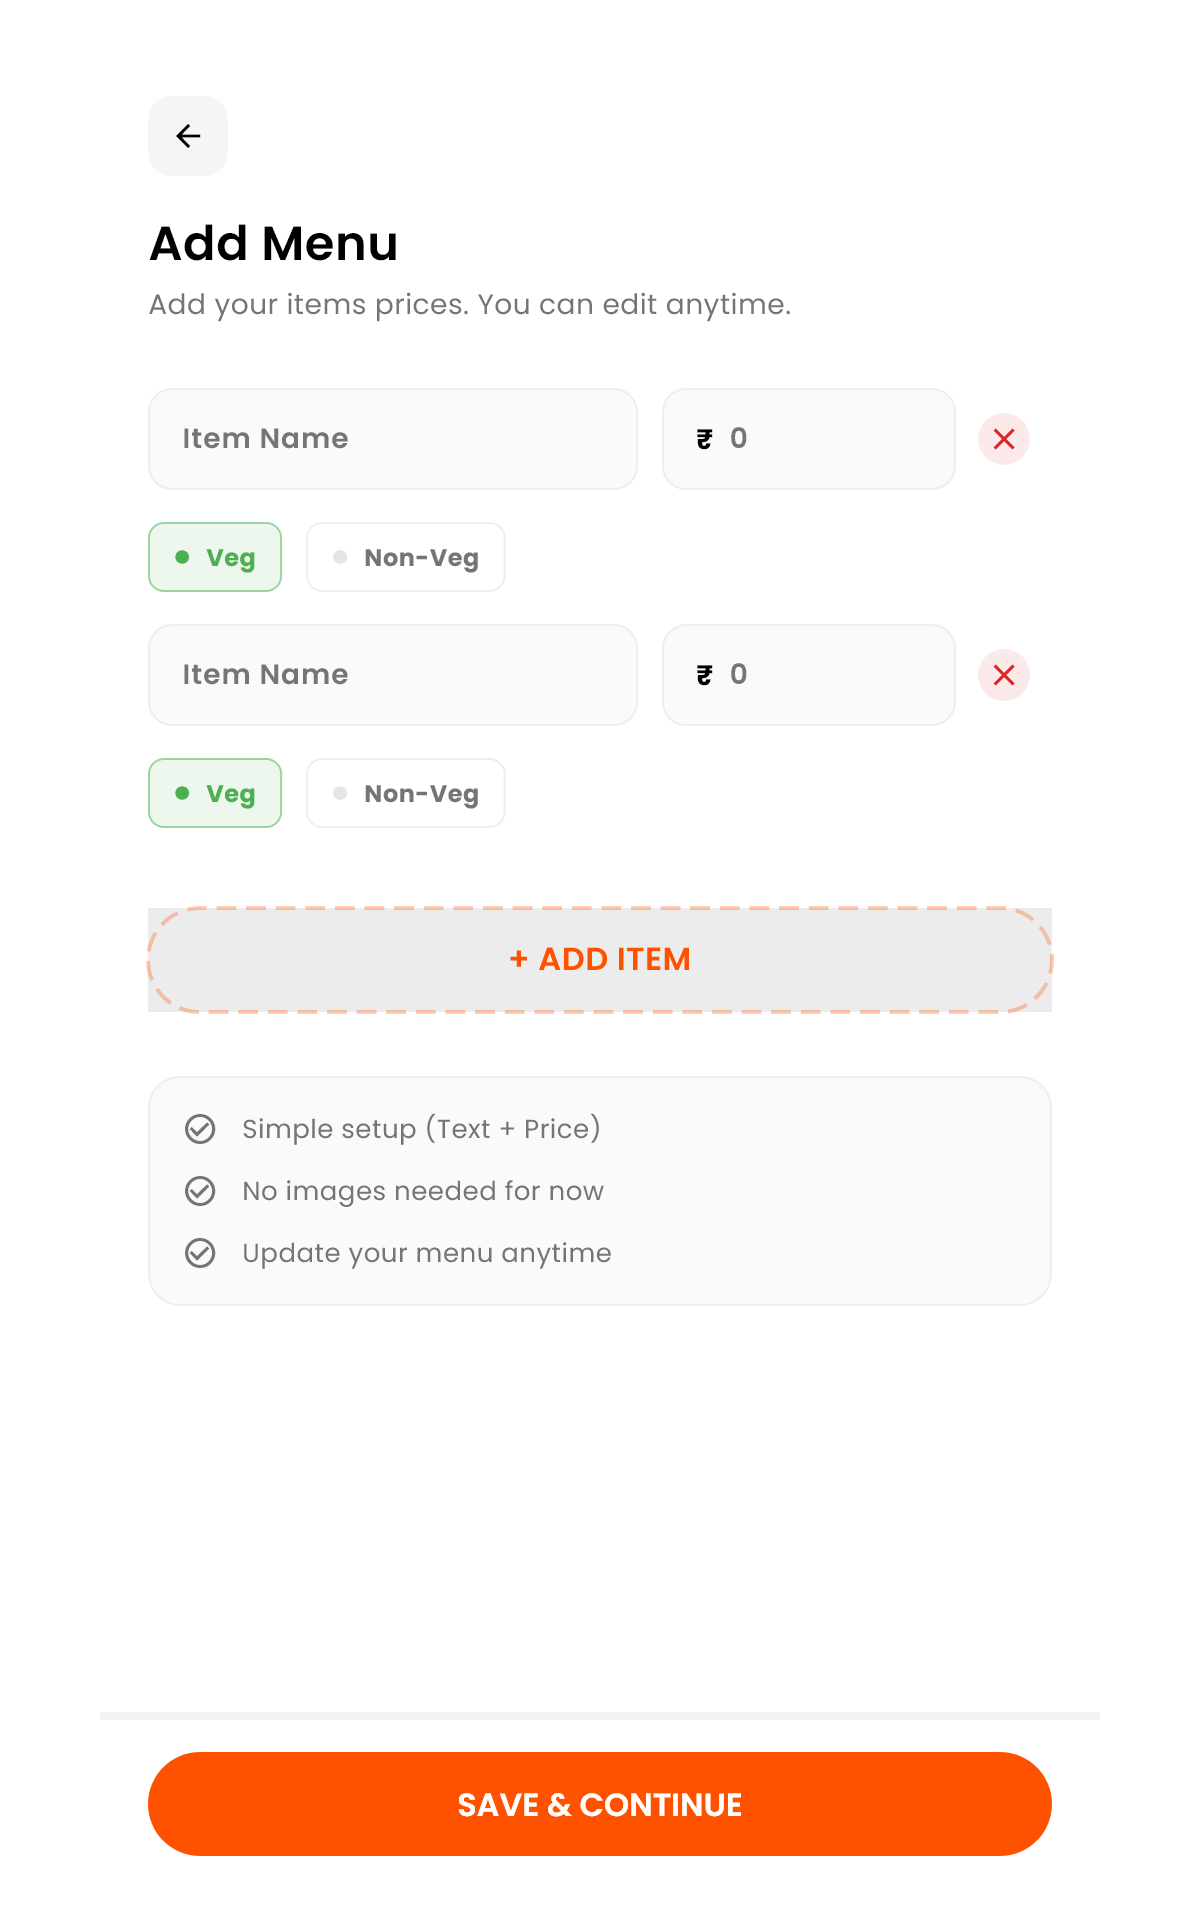 Add Menu
Add your items prices. You can edit anytime.
Item Name
₹ 0
Veg
Non-Veg
Item Name
₹ 0
Veg
Non-Veg
+ ADD ITEM
Simple setup (Text + Price)
No images needed for now
Update your menu anytime
SAVE & CONTINUE